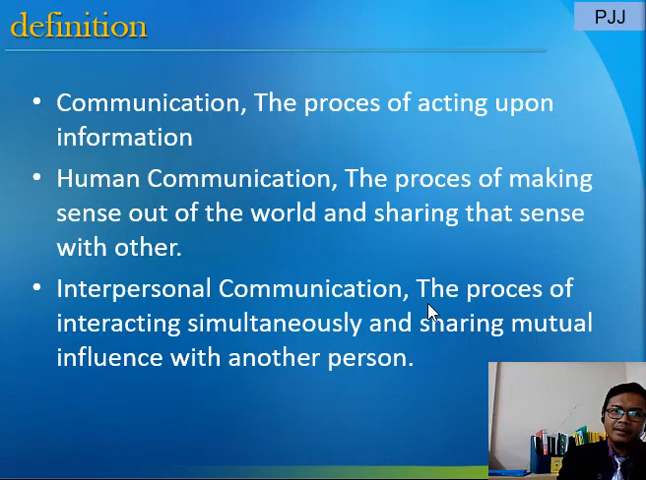 definition
PJJ
• Communication, The proces of acting upon
information
• Human Communication, The proces of making
sense out of the world and sharing that sense
with other.
• Interpersonal Communication, The proces of
interacting simultaneously and sharing mutual
influence with another person.